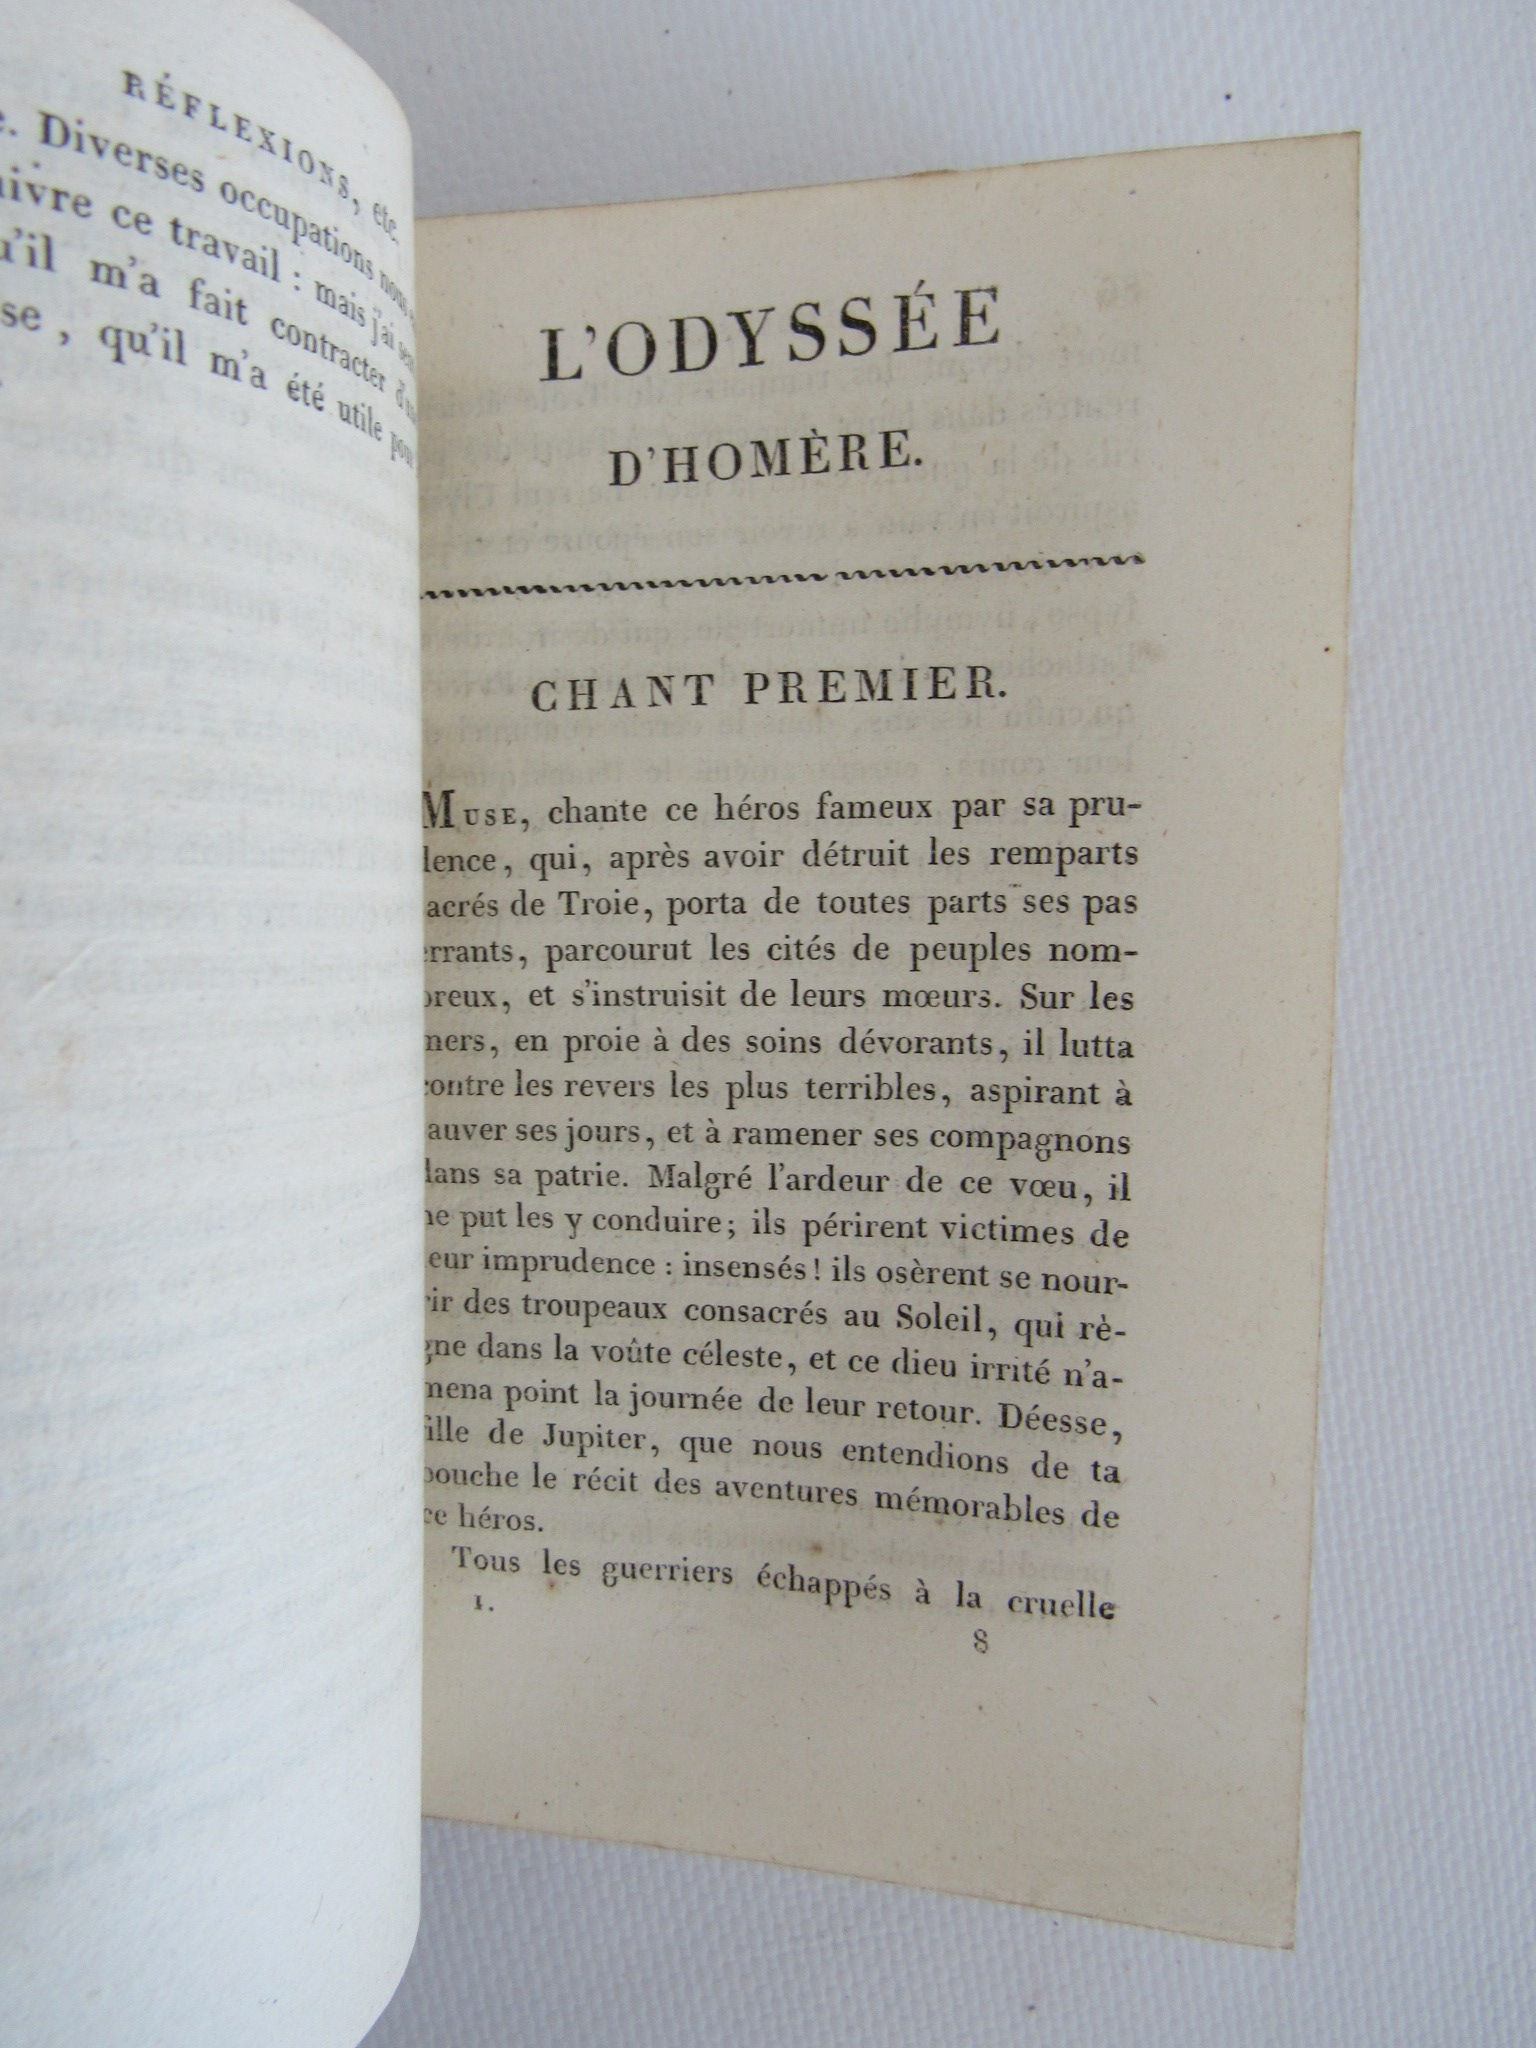 RÉFLEXIONS, etc.
. Diverses occupations nous
ivre ce travail : mais j'ai
u'il m'a fait contracter
se, qu'il m'a été utile pour
L'ODYSSÉE
D'HOMÈRE.
CHANT PREMIER.
MUSE, chante ce héros fameux par sa pru-
lence, qui, après avoir détruit les remparts
acrés de Troie, porta de toutes parts ses pas
errants, parcourut les cités de peuples nom-
breux, et s'instruisit de leurs mœurs. Sur les
mers, en proie à des soins dévorants, il lutta
contre les revers les plus terribles, aspirant à
auver ses jours, et à ramener ses compagnons
dans sa patrie. Malgré l'ardeur de ce vœu, il
ne put les y conduire; ils périrent victimes de
eur imprudence : insensés! ils osèrent se nour-
rir des troupeaux consacrés au Soleil, qui rè-
gne dans la voûte céleste, et ce dieu irrité n'a-
mena point la journée de leur retour. Déesse,
fille de Jupiter, que nous entendions de ta
bouche le récit des aventures mémorables de
ce héros.
Tous les guerriers échappés à la cruelle
1.
8